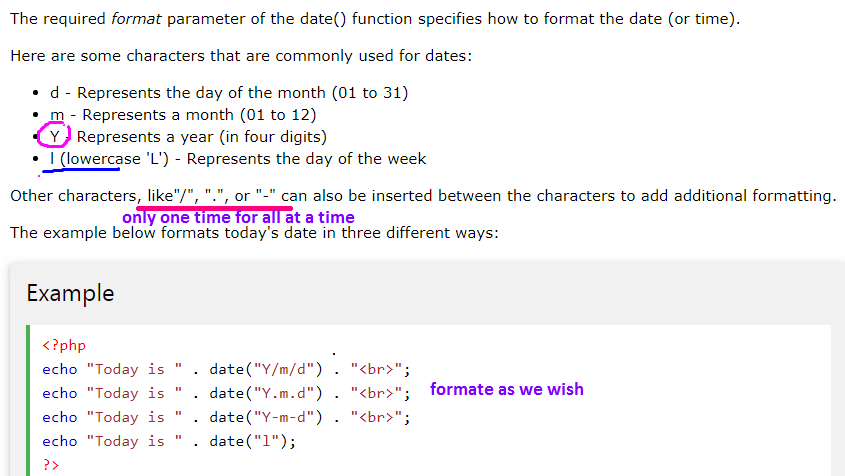 The required format parameter of the date() function specifies how to format the date (or time).
Here are some characters that are commonly used for dates:
d - Represents the day of the month (01 to 31)
m - Represents a month (01 to 12)
Y - Represents a year (in four digits)
l (lowercase 'L') - Represents the day of the week
Other characters, like"/", ".", or "-" can also be inserted between the characters to add additional formatting.
only one time for all at a time
The example below formats today's date in three different ways:
Example
<?php
echo "Today is " . date("Y/m/d") . "<br>";
echo "Today is " . date("Y.m.d") . "<br>";
formate as we wish
echo "Today is " . date("Y-m-d") . "<br>";
echo "Today is " . date("l");
?>